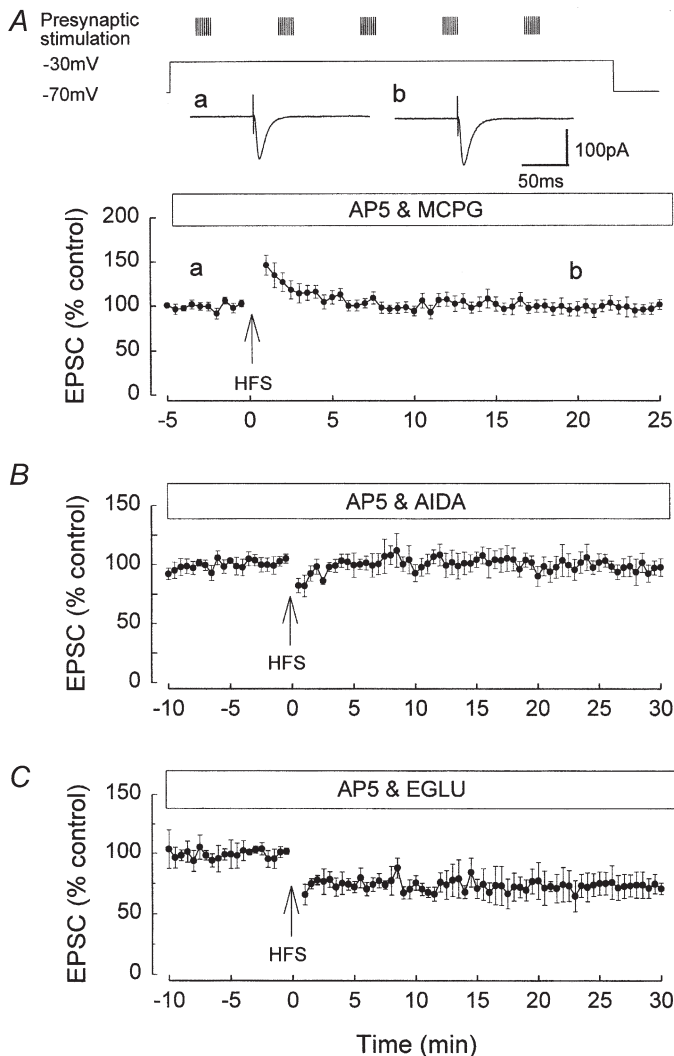 A
Presynaptic
stimulation
-30mV
-70mV
a
b
100pA
50ms
AP5 & MCPG
EPSC (% control)
200
150
100
50
0
a
b
HFS
-5 0 5 10 15 20 25
B
AP5 & AIDA
EPSC (% control)
150
100
50
0
HFS
-10 -5 0 5 10 15 20 25 30
C
AP5 & EGLU
EPSC (% control)
150
100
50
0
HFS
-10 -5 0 5 10 15 20 25 30
Time (min)